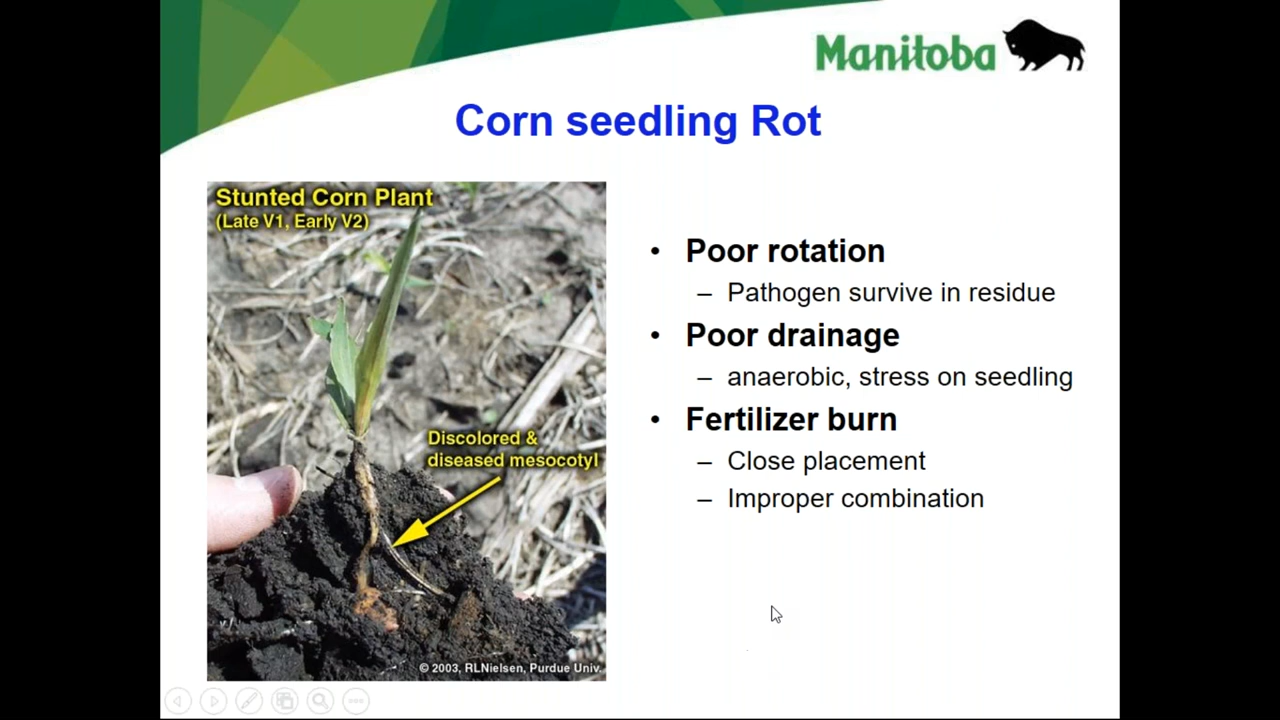 Manitoba
Corn seedling Rot
Stunted Corn Plant
(Late V1, Early V2)
Discolored &
diseased mesocotyl
© 2003, RLNielsen, Purdue Univ
• Poor rotation
– Pathogen survive in residue
• Poor drainage
– anaerobic, stress on seedling
• Fertilizer burn
– Close placement
– Improper combination